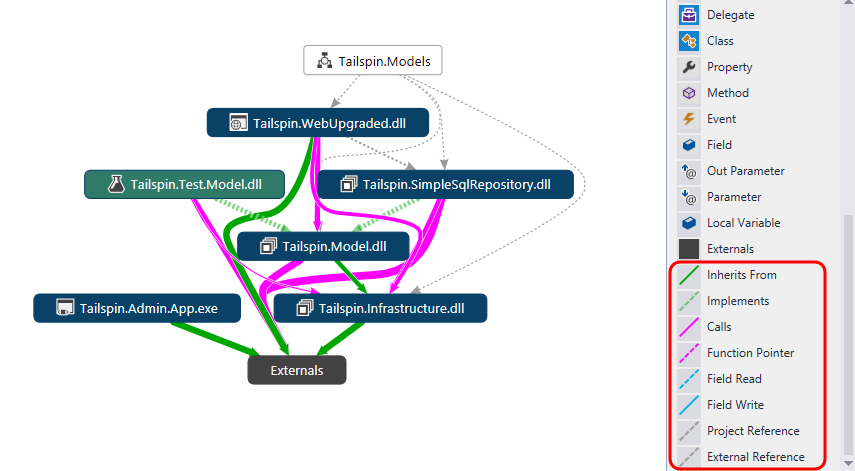 Tailspin.Models
Tailspin.WebUpgraded.dll
Tailspin.Test.Model.dll
Tailspin.SimpleSqlRepository.dll
Tailspin.Model.dll
Tailspin.Admin.App.exe
Tailspin.Infrastructure.dll
Externals
Delegate
Class
Property
Method
Event
Field
Out Parameter
Parameter
Local Variable
Externals
Inherits From
Implements
Calls
Function Pointer
Field Read
Field Write
Project Reference
External Reference